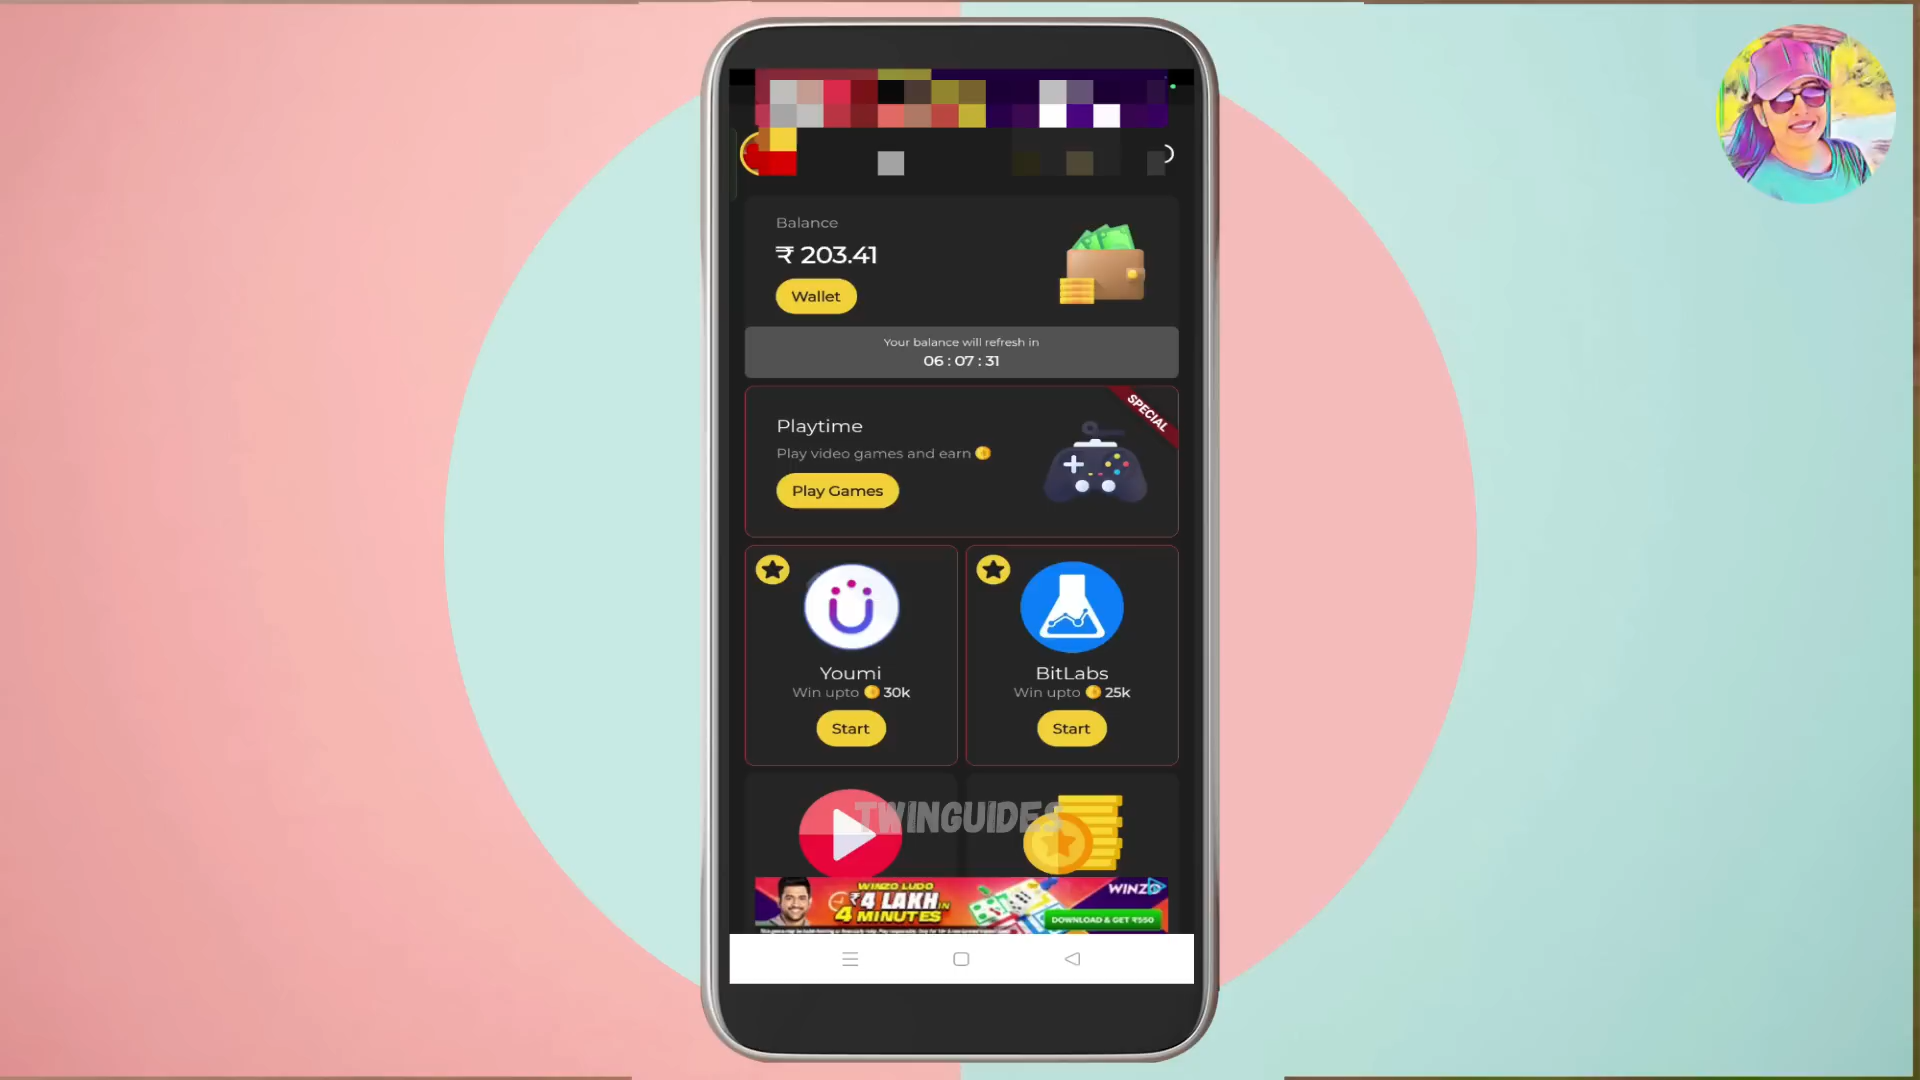 Balance
₹ 203.41
Wallet
Your balance will refresh in
06 : 07 : 31
SPECIAL
Playtime
Play video games and earn
Play Games
Youmi
Win upto 30k
Start
BitLabs
Win upto 25k
Start
TWINGUIDES
WINZO LUDO
₹4 LAKH IN
4 MINUTES
WINZO
DOWNLOAD & GET ₹550